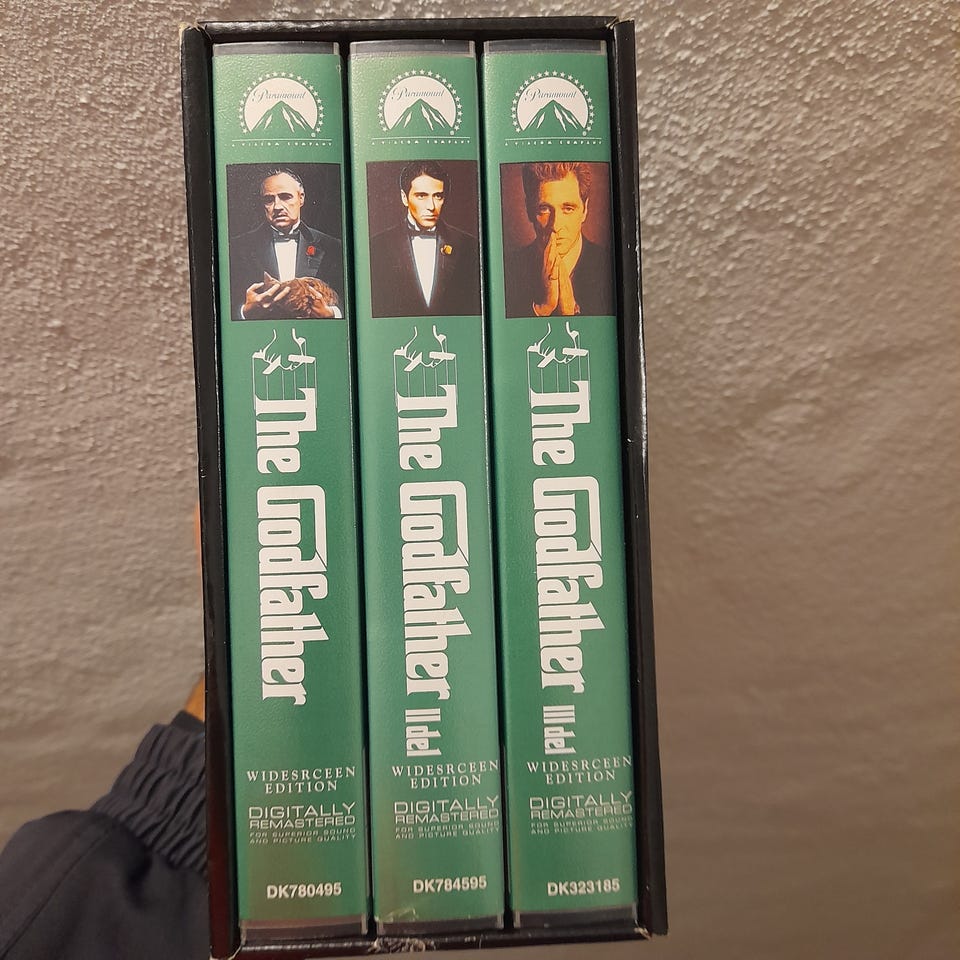 Paramount
A VIACOM COMPANY
The Godfather
WIDESRCEEN
EDITION
DIGITALLY
REMASTERED
FOR SUPERIOR SOUND
AND PICTURE QUALITY
DK780495
Paramount
A VIACOM COMPANY
The Godfather II del
WIDESRCEEN
EDITION
DIGITALLY
REMASTERED
FOR SUPERIOR SOUND
AND PICTURE QUALITY
DK784595
Paramount
A VIACOM COMPANY
The Godfather III del
WIDESRCEEN
EDITION
DIGITALLY
REMASTERED
FOR SUPERIOR SOUND
AND PICTURE QUALITY
DK323185